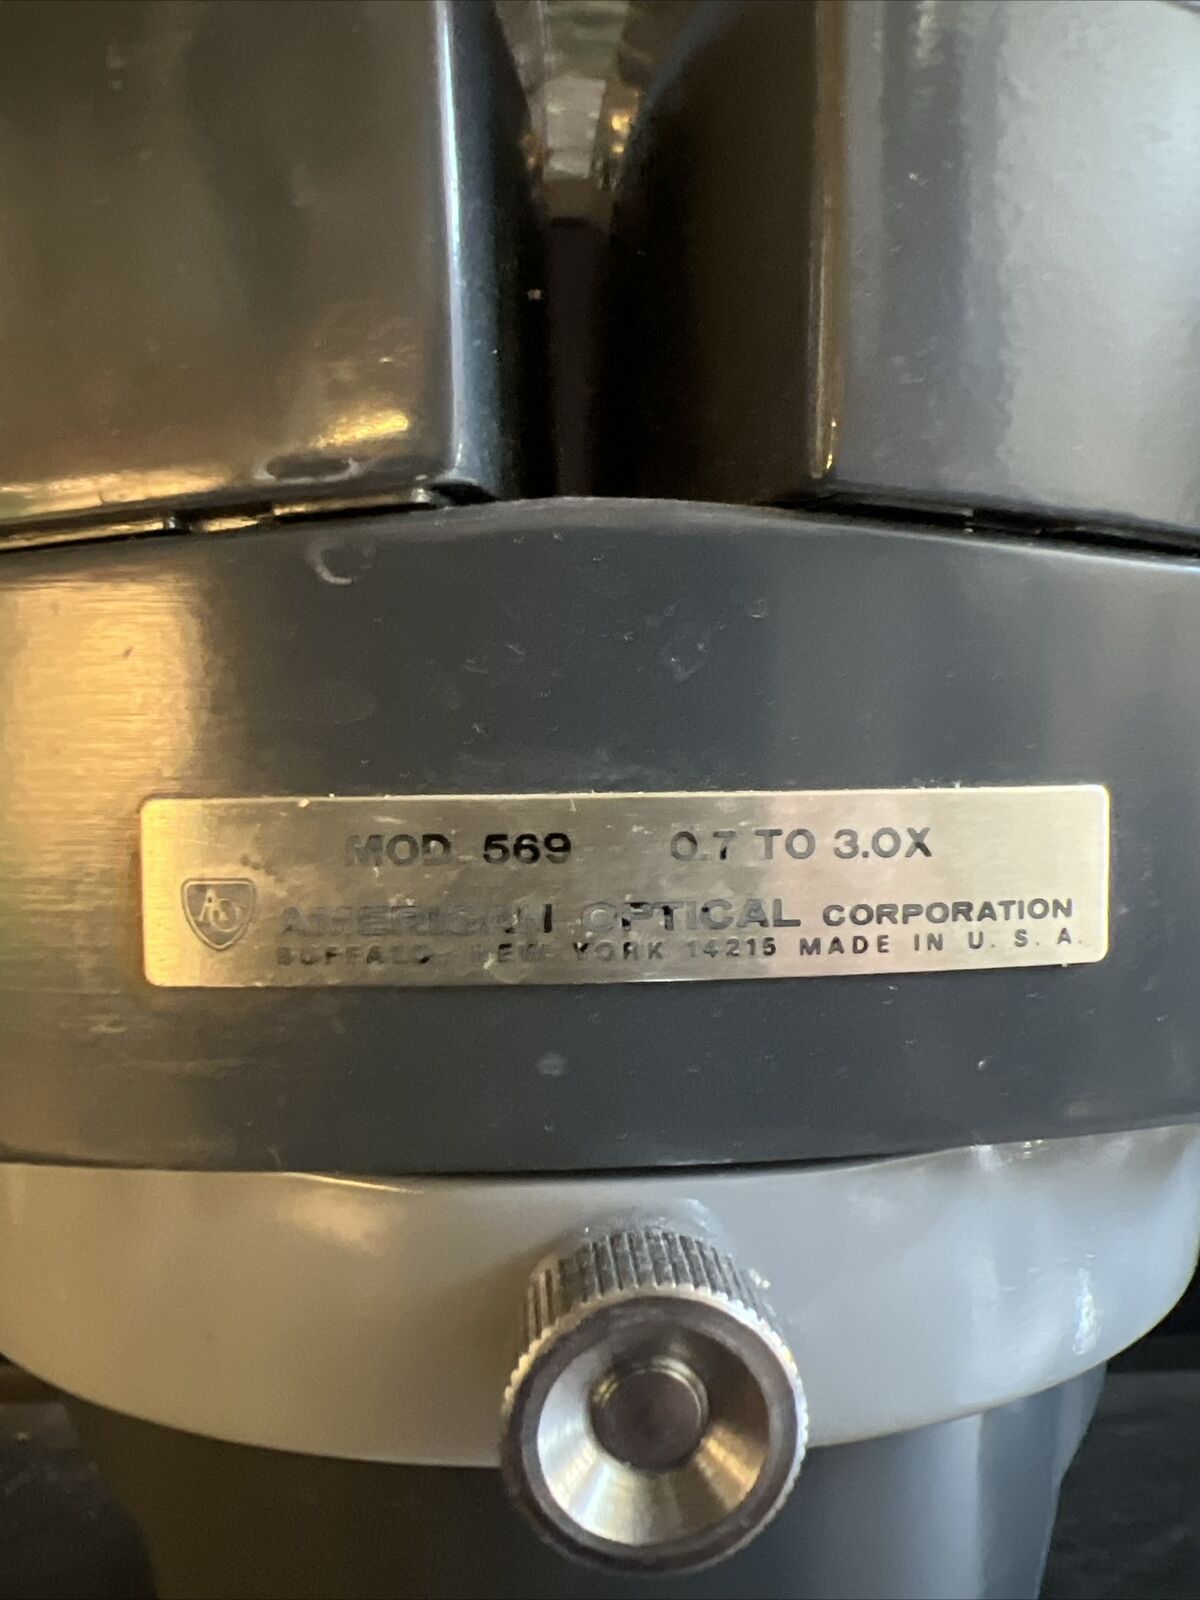 MOD. 569 0.7 TO 3.0X
AO
AMERICAN OPTICAL CORPORATION
BUFFALO, NEW YORK 14215 MADE IN U. S. A.